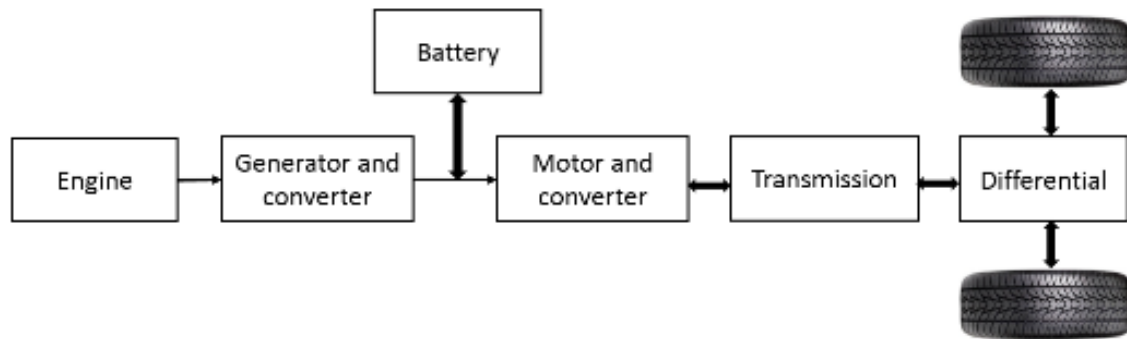 Battery
Engine
Generator and
converter
Motor and
converter
Transmission
Differential